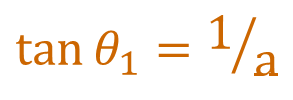 tan θ₁ = 1/a